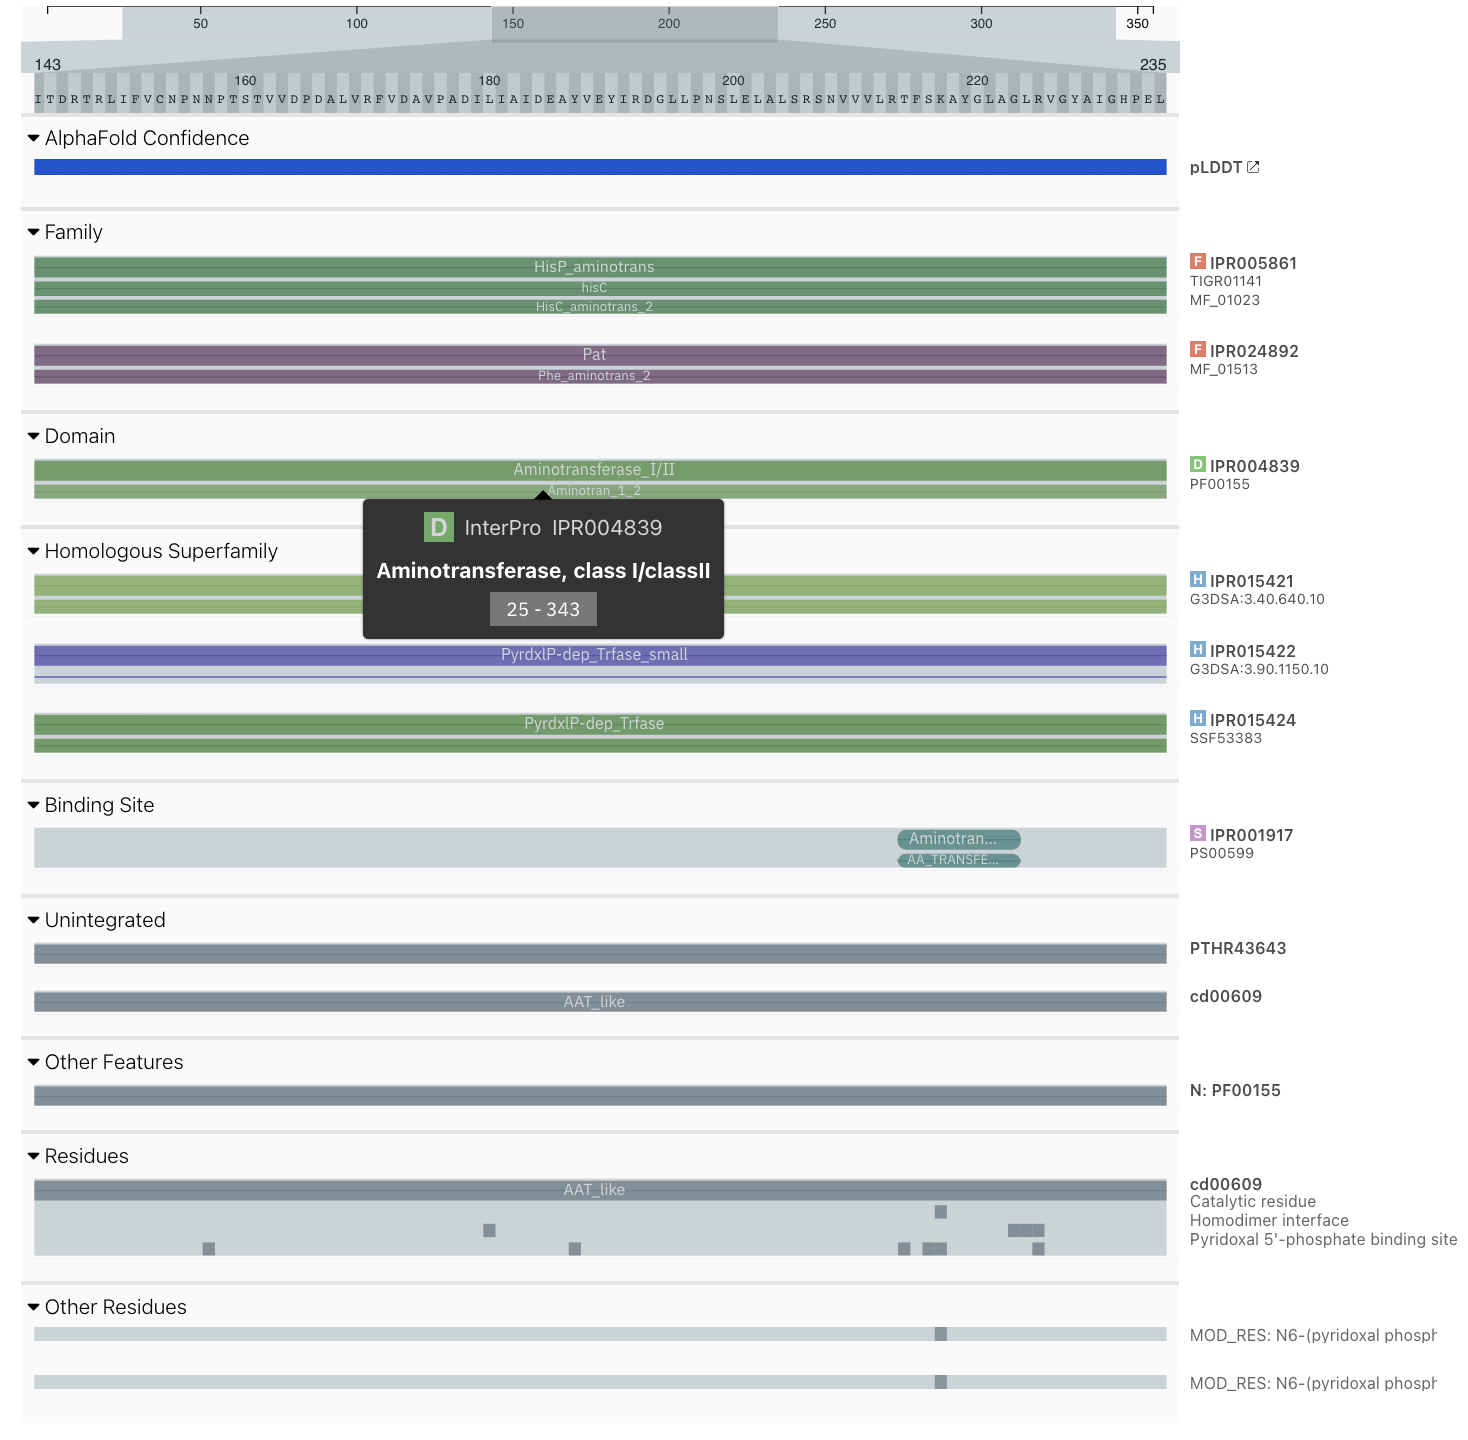 50 100 150 200 250 300 350
143 235
160 180 200 220
ITDRTRLIFVCNPNNPTSTVVDPDALVRFVDAVPADILIAIDEAYVEYIRDGLLPNSLELALSRSNVVVLRTFSKAYGLAGLRVGYAIGHPEL
AlphaFold Confidence
pLDDT
Family
HisP_aminotrans
IPR005861
F
hisC
TIGR01141
HisC_aminotrans_2
MF_01023
Pat
F IPR024892
Phe_aminotrans_2
MF_01513
Domain
Aminotransferase_I/II
D IPR004839
Aminotran_1_2
PF00155
D InterPro IPR004839
Aminotransferase, class I/classII
25 - 343
Homologous Superfamily
H IPR015421
G3DSA:3.40.640.10
PyrdxlP-dep_Trfase_small
H IPR015422
G3DSA:3.90.1150.10
PyrdxlP-dep_Trfase
H IPR015424
SSF53383
Binding Site
Aminotran...
S IPR001917
AA_TRANSFE...
PS00599
Unintegrated
PTHR43643
AAT_like
cd00609
Other Features
N: PF00155
Residues
AAT_like
cd00609
Catalytic residue
Homodimer interface
Pyridoxal 5'-phosphate binding site
Other Residues
MOD_RES: N6-(pyridoxal phosph
MOD_RES: N6-(pyridoxal phosph